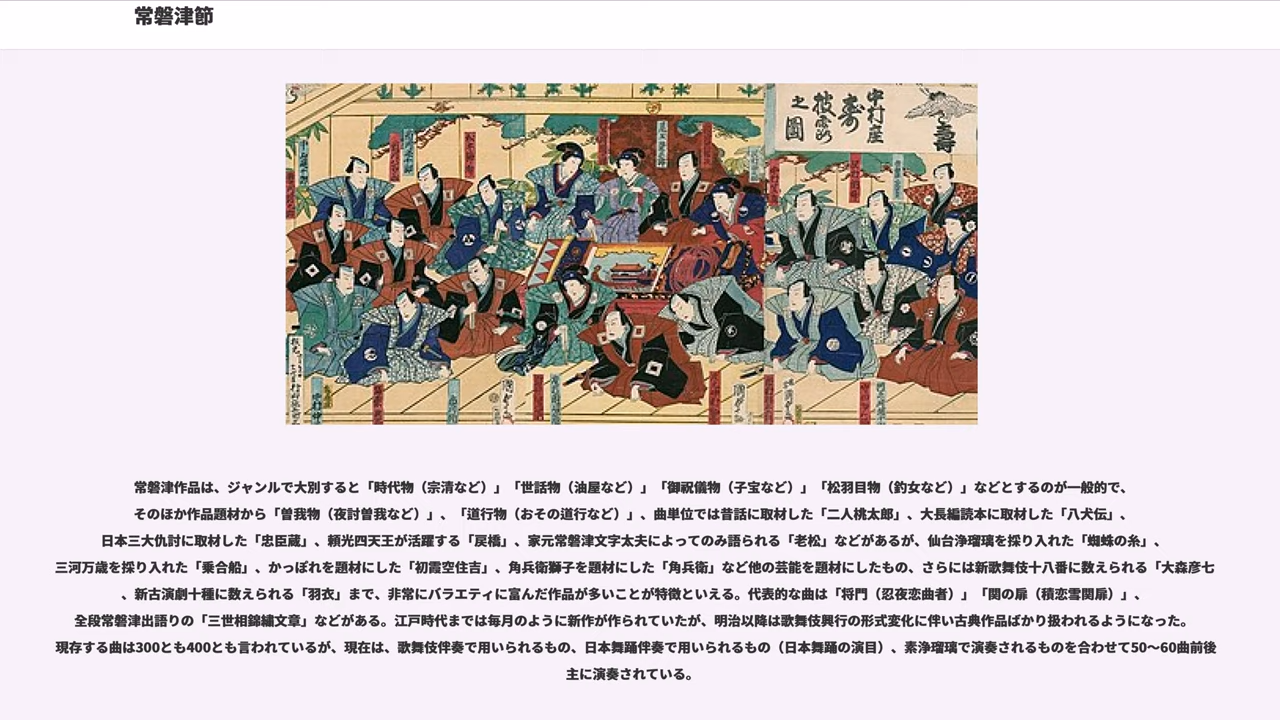 常磐津節
中村座
寿
披露の
之圖
常磐津作品は、ジャンルで大別すると「時代物（宗清など）」「世話物（油屋など）」「御祝儀物（子宝など）」「松羽目物（釣女など）」などとするのが一般的で、
そのほか作品題材から「曽我物（夜討曽我など）」、「道行物（おその道行など）」、曲単位では昔話に取材した「二人桃太郎」、大長編読本に取材した「八犬伝」、
日本三大仇討に取材した「忠臣蔵」、頼光四天王が活躍する「戻橋」、家元常磐津文字太夫によってのみ語られる「老松」などがあるが、仙台浄瑠璃を採り入れた「蜘蛛の糸」、
三河万歳を採り入れた「乗合船」、かっぽれを題材にした「初霞空住吉」、角兵衛獅子を題材にした「角兵衛」など他の芸能を題材にしたもの、さらには新歌舞伎十八番に数えられる「大森彦七
、新古演劇十種に数えられる「羽衣」まで、非常にバラエティに富んだ作品が多いことが特徴といえる。代表的な曲は「将門（忍夜恋曲者）」「関の扉（積恋雪関扉）」、
全段常磐津出語りの「三世相錦繍文章」などがある。江戸時代までは毎月のように新作が作られていたが、明治以降は歌舞伎興行の形式変化に伴い古典作品ばかり扱われるようになった。
現存する曲は300とも400とも言われているが、現在は、歌舞伎伴奏で用いられるもの、日本舞踊伴奏で用いられるもの（日本舞踊の演目）、素浄瑠璃で演奏されるものを合わせて50〜60曲前後
主に演奏されている。